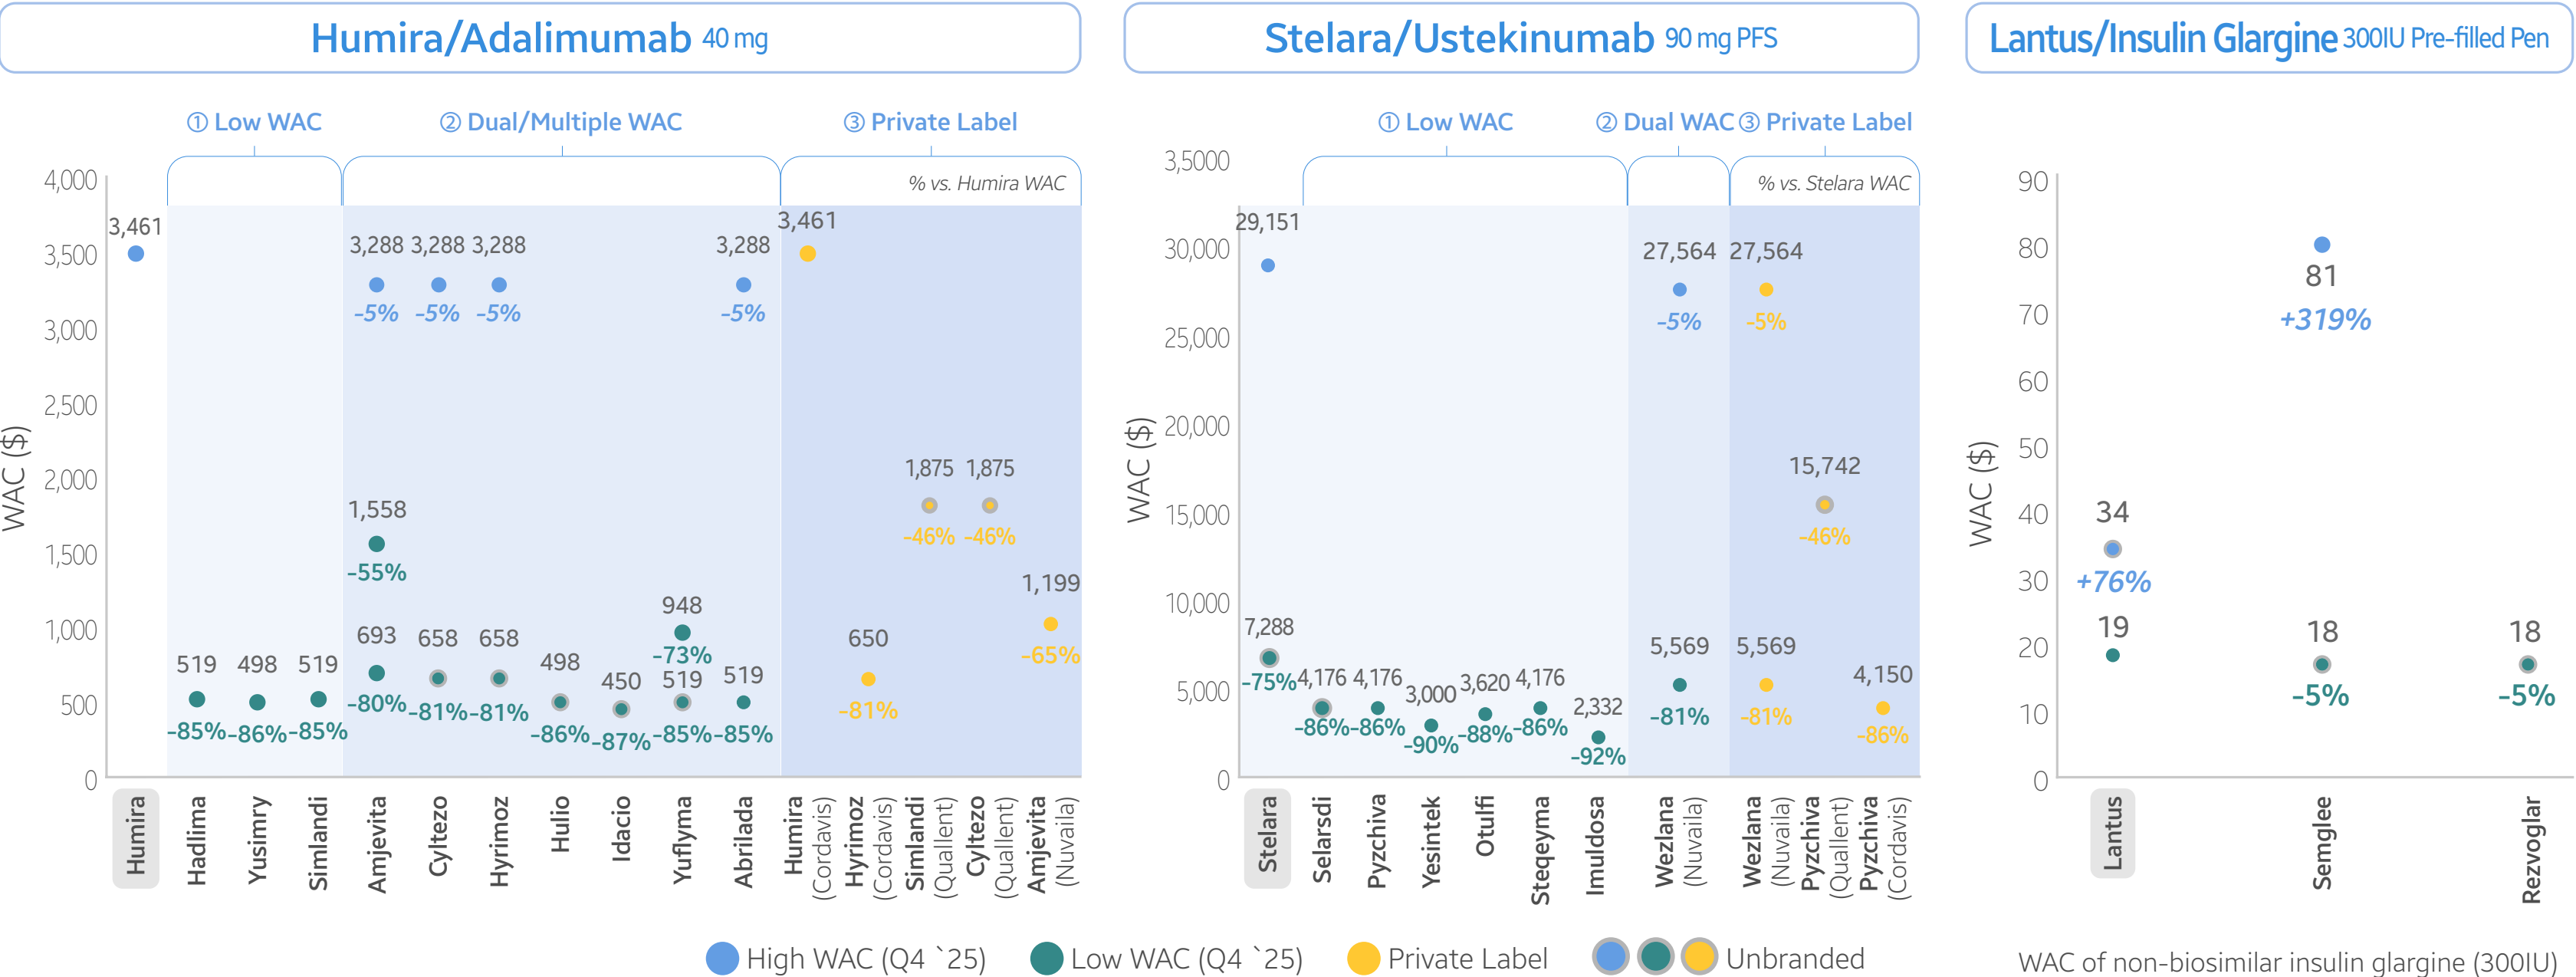 Humira/Adalimumab 40 mg
① Low WAC
② Dual/Multiple WAC
③ Private Label
% vs. Humira WAC
WAC ($)
4,000
3,500
3,000
2,500
2,000
1,500
1,000
500
0
3,461
3,288 3,288 3,288 3,288 3,461
-5% -5% -5% -5%
1,875 1,875
-46% -46%
1,558
-55%
1,199
-65%
948
-73%
693 658 658 650
-80% -81% -81% -81%
519 498 519 498 450 519 519
-85% -86% -85% -86% -87% -85% -85%
Humira
Hadlima
Yusimry
Simlandi
Amjevita
Cyltezo
Hyrimoz
Hulio
Idacio
Yuflyma
Abrilada
Humira
(Cordavis)
Hyrimoz
(Cordavis)
Simlandi
(Quallent)
Cyltezo
(Quallent)
Amjevita
(Nuvaila)
Stelara/Ustekinumab 90 mg PFS
① Low WAC
② Dual WAC
③ Private Label
% vs. Stelara WAC
WAC ($)
3,5000
30,000
25,000
20,000
15,000
10,000
5,000
0
29,151
27,564 27,564
-5% -5%
15,742
-46%
7,288
-75%
4,176 4,176 3,000 3,620 4,176 2,332
-86% -86% -90% -88% -86% -92%
5,569 5,569 4,150
-81% -81% -86%
Stelara
Selarsdi
Pyzchiva
Yesintek
Otulfi
Steqeyma
Imuldosa
Wezlana
(Nuvaila)
Wezlana
(Nuvaila)
Pyzchiva
(Quallent)
Pyzchiva
(Cordavis)
Lantus/Insulin Glargine 300IU Pre-filled Pen
WAC ($)
90
80
70
60
50
40
30
20
10
0
81
+319%
34
+76%
19 18 18
-5% -5%
Lantus
Semglee
Rezvoglar
High WAC (Q4 `25)
Low WAC (Q4 `25)
Private Label
Unbranded
WAC of non-biosimilar insulin glargine (300IU)